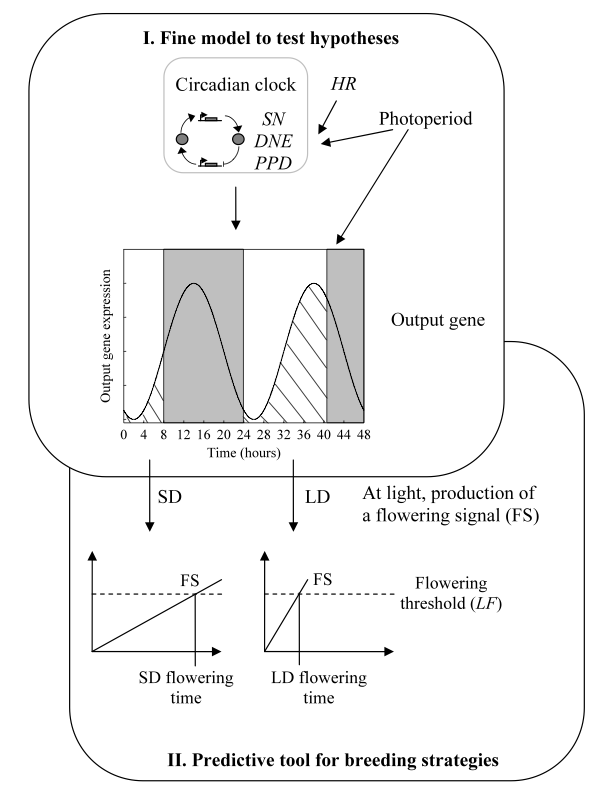 I. Fine model to test hypotheses
Circadian clock
HR
SN
DNE
PPD
Photoperiod
Output gene expression
Output gene
0 4 8 12 16 20 24 28 32 36 40 44 48
Time (hours)
SD
LD
At light, production of
a flowering signal (FS)
FS
FS
Flowering
threshold (LF)
SD flowering
time
LD flowering
time
II. Predictive tool for breeding strategies